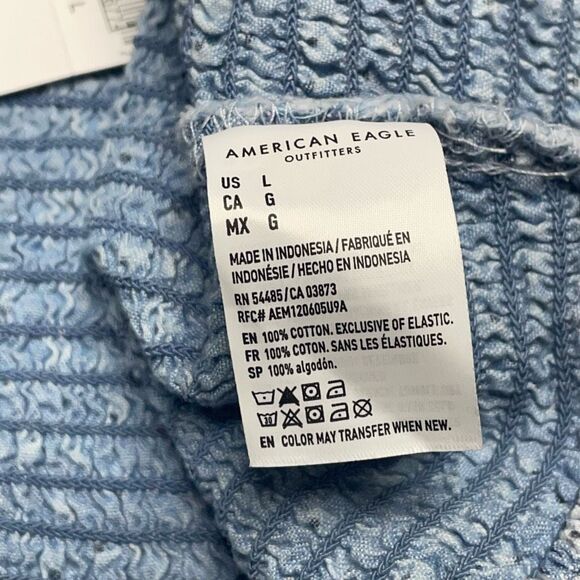 AMERICAN EAGLE
OUTFITTERS
US L
CA G
MX G
MADE IN INDONESIA / FABRIQUÉ EN
INDONÉSIE / HECHO EN INDONESIA
RN 54485 / CA 03873
RFC# AEM120605U9A
EN 100% COTTON. EXCLUSIVE OF ELASTIC.
FR 100% COTON. SANS LES ÉLASTIQUES.
SP 100% algodón.
30
EN COLOR MAY TRANSFER WHEN NEW.